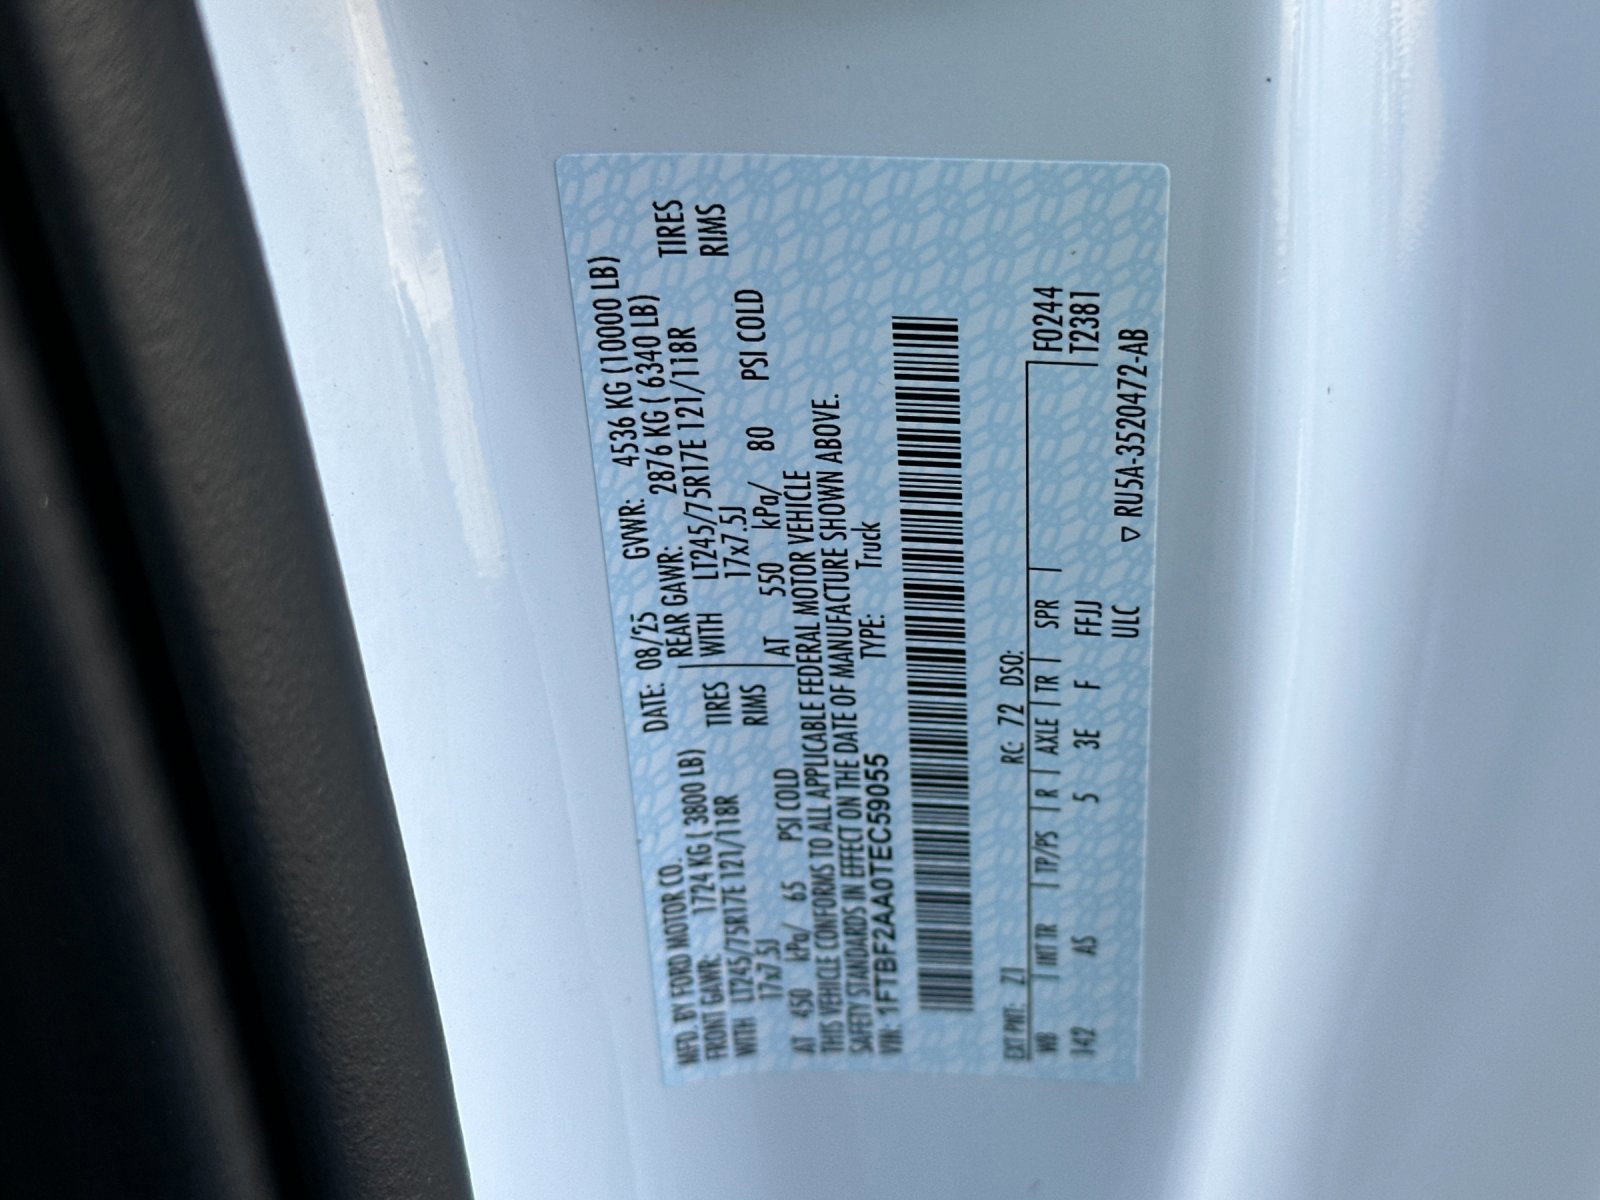 MFD. BY FORD MOTOR CO. DATE: 08/25 GVWR: 4536 KG (10000 LB)
FRONT GAWR: 1724 KG ( 3800 LB) REAR GAWR: 2876 KG ( 6340 LB)
WITH LT245/75R17E 121/118R TIRES WITH LT245/75R17E 121/118R TIRES
17x7.5J RIMS 17x7.5J RIMS
AT 450 kPa/ 65 PSI COLD AT 550 kPa/ 80 PSI COLD
THIS VEHICLE CONFORMS TO ALL APPLICABLE FEDERAL MOTOR VEHICLE
SAFETY STANDARDS IN EFFECT ON THE DATE OF MANUFACTURE SHOWN ABOVE.
VIN: 1FTBF2AA0TEC59055 TYPE: Truck
EXT PNT: Z1 RC: 72 DSO:
WB INT TR TP/PS R AXLE TR SPR F0244
142 AS 5 3E F FFJJ T2381
ULC ▽ RU5A-3520472-AB